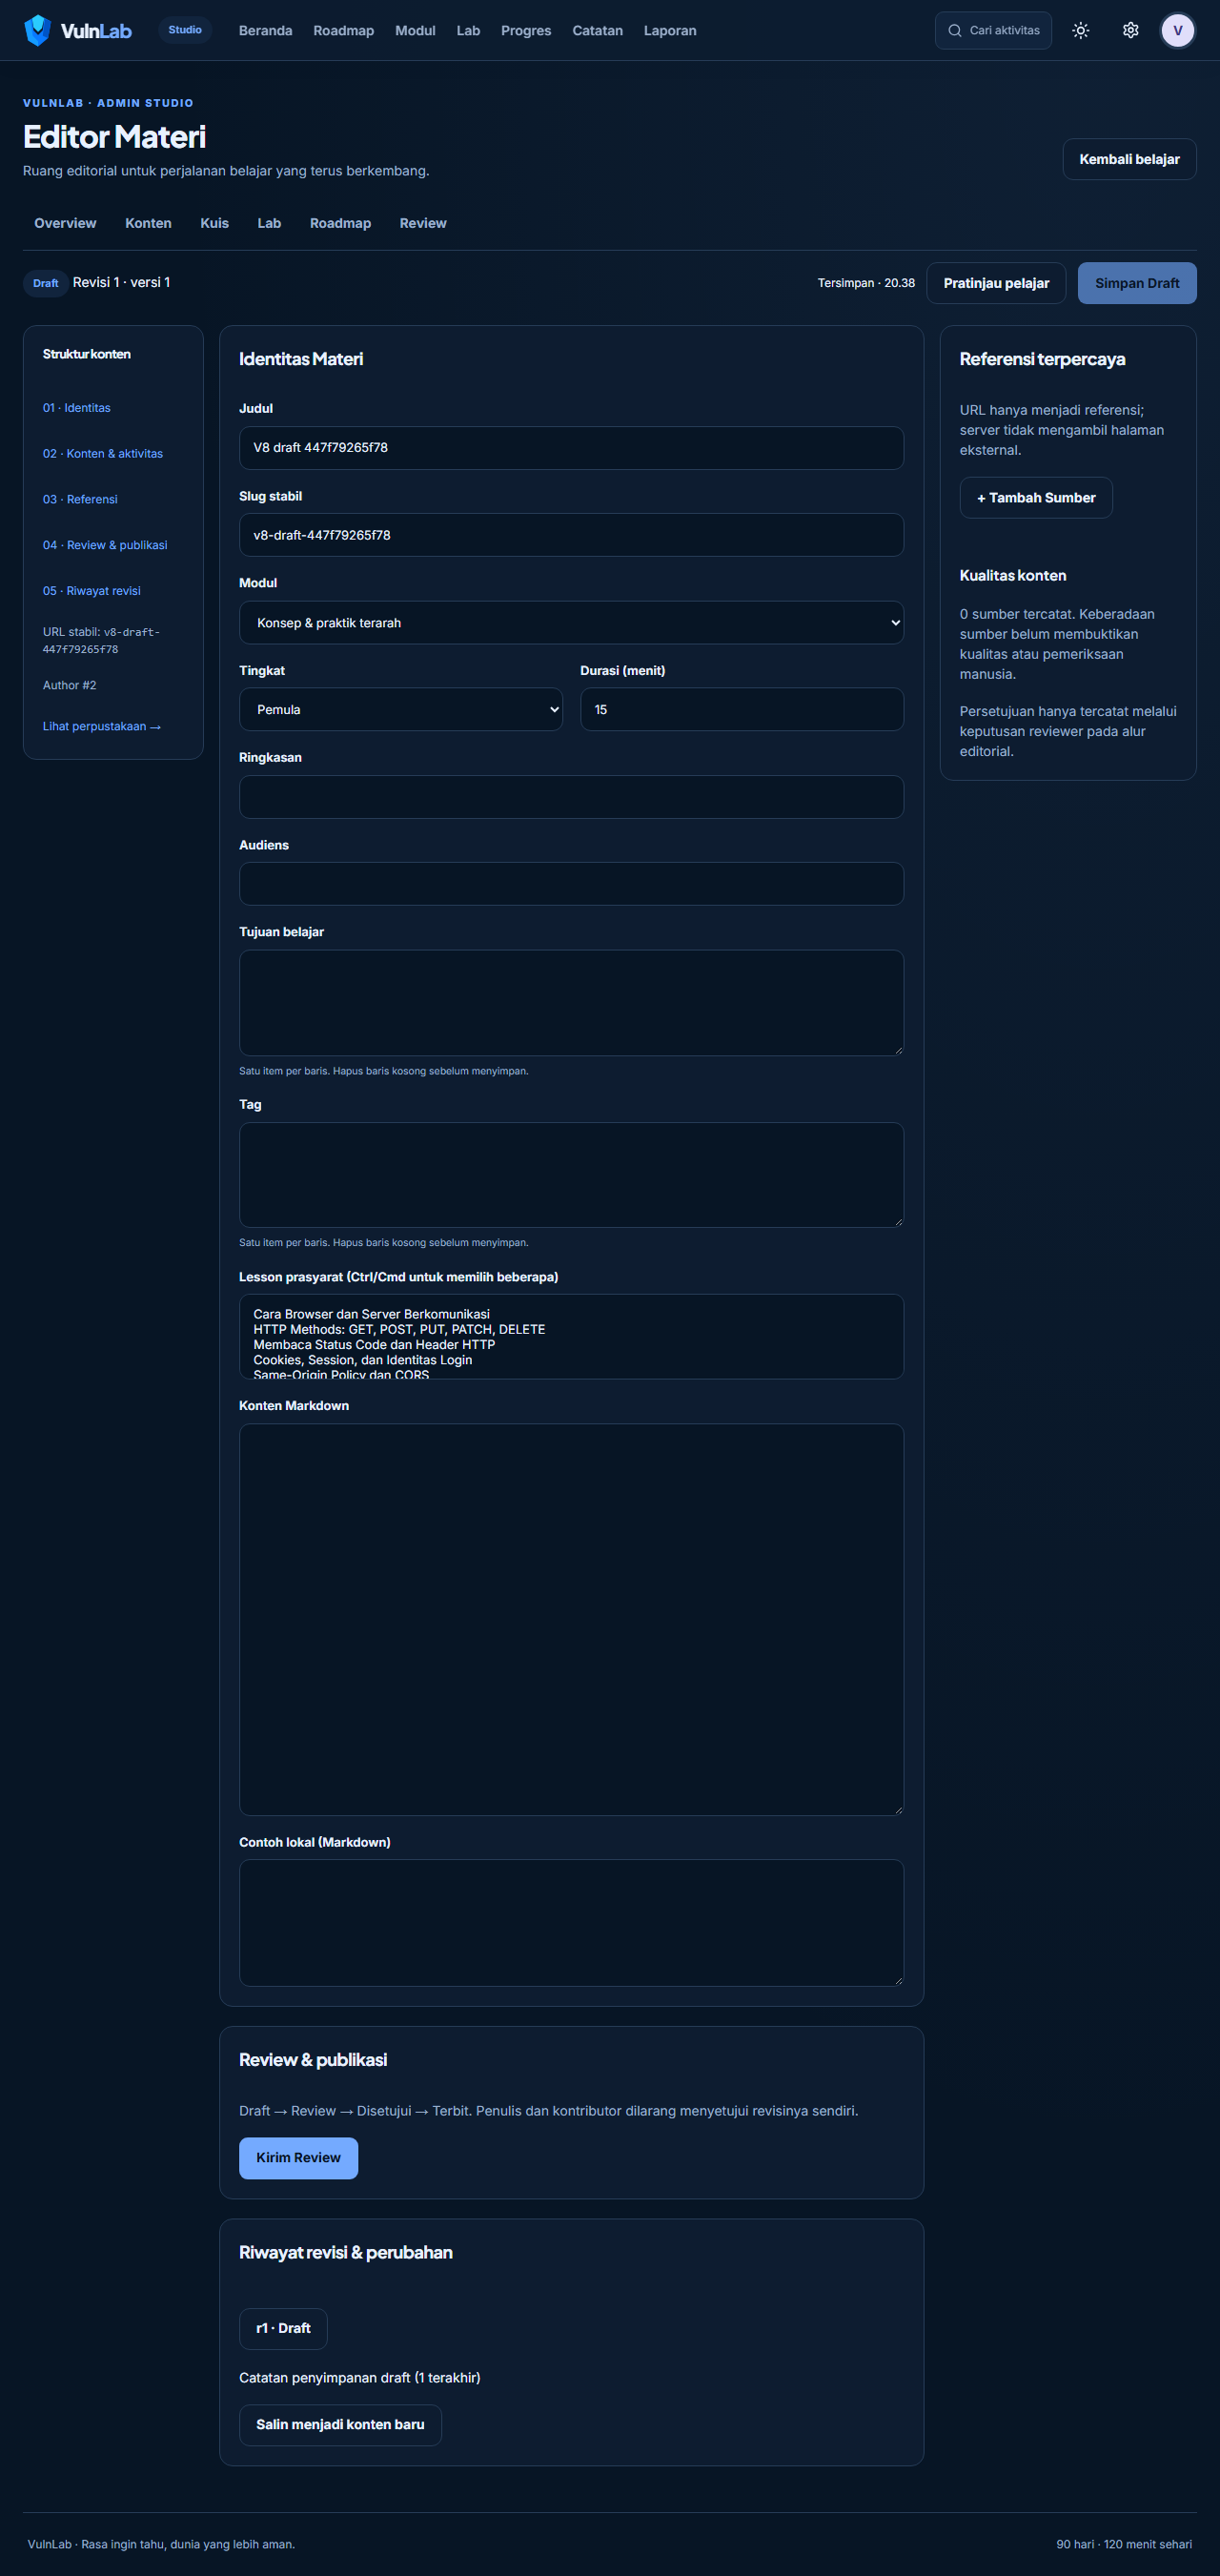 VulnLab
Studio
Beranda
Roadmap
Modul
Lab
Progres
Catatan
Laporan
Cari aktivitas
V
VULNLAB · ADMIN STUDIO
Editor Materi
Ruang editorial untuk perjalanan belajar yang terus berkembang.
Kembali belajar
Overview
Konten
Kuis
Lab
Roadmap
Review
Draft Revisi 1 · versi 1
Tersimpan · 20.38
Pratinjau pelajar
Simpan Draft
Struktur konten
01 · Identitas
02 · Konten & aktivitas
03 · Referensi
04 · Review & publikasi
05 · Riwayat revisi
URL stabil: v8-draft-
447f79265f78
Author #2
Lihat perpustakaan →
Identitas Materi
Judul
V8 draft 447f79265f78
Slug stabil
v8-draft-447f79265f78
Modul
Konsep & praktik terarah
Tingkat
Pemula
Durasi (menit)
15
Ringkasan
Audiens
Tujuan belajar
Satu item per baris. Hapus baris kosong sebelum menyimpan.
Tag
Satu item per baris. Hapus baris kosong sebelum menyimpan.
Lesson prasyarat (Ctrl/Cmd untuk memilih beberapa)
Cara Browser dan Server Berkomunikasi
HTTP Methods: GET, POST, PUT, PATCH, DELETE
Membaca Status Code dan Header HTTP
Cookies, Session, dan Identitas Login
Same-Origin Policy dan CORS
Konten Markdown
Contoh lokal (Markdown)
Review & publikasi
Draft → Review → Disetujui → Terbit. Penulis dan kontributor dilarang menyetujui revisinya sendiri.
Kirim Review
Riwayat revisi & perubahan
r1 · Draft
Catatan penyimpanan draft (1 terakhir)
Salin menjadi konten baru
Referensi terpercaya
URL hanya menjadi referensi;
server tidak mengambil halaman
eksternal.
+ Tambah Sumber
Kualitas konten
0 sumber tercatat. Keberadaan
sumber belum membuktikan
kualitas atau pemeriksaan
manusia.
Persetujuan hanya tercatat melalui
keputusan reviewer pada alur
editorial.
VulnLab · Rasa ingin tahu, dunia yang lebih aman.
90 hari · 120 menit sehari